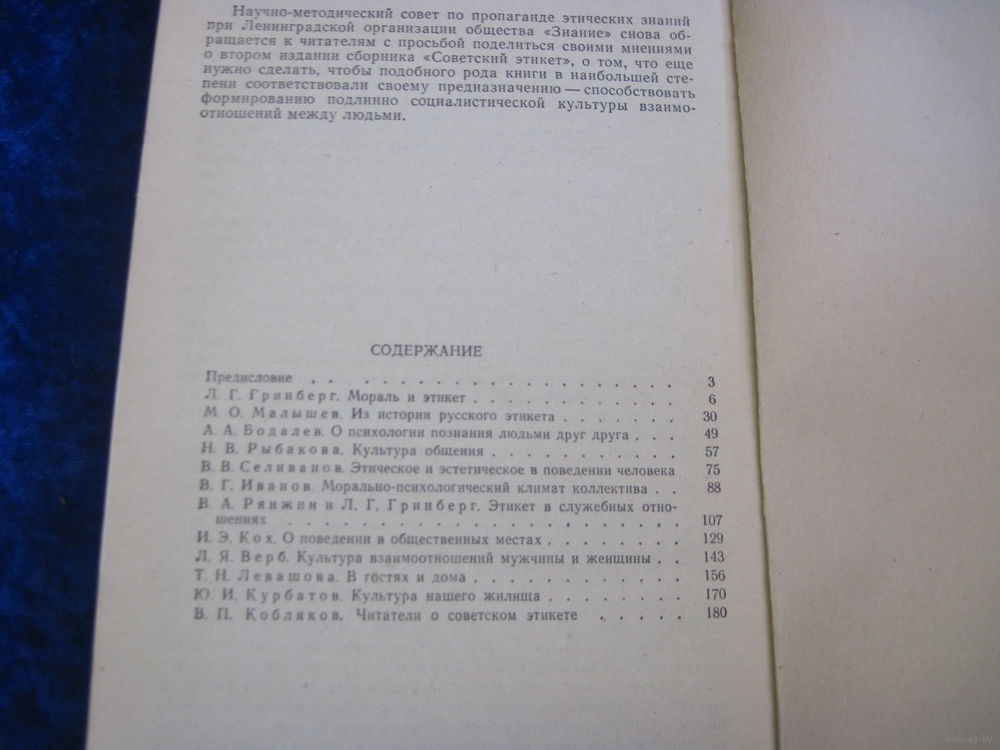 Научно-методический совет по пропаганде этических знаний
при Ленинградской организации общества «Знание» снова об-
ращается к читателям с просьбой поделиться своими мнениями
о втором издании сборника «Советский этикет», о том, что еще
нужно сделать, чтобы подобного рода книги в наибольшей сте-
пени соответствовали своему предназначению — способствовать
формированию подлинно социалистической культуры взаимо-
отношений между людьми.
СОДЕРЖАНИЕ
Предисловие . . . . . . . . . . . . . . . . . . . 3
Л. Г. Гринберг. Мораль и этикет . . . . . . . . . . . 6
М. О. Малышев. Из истории русского этикета . . . . . . 30
А. А. Бодалев. О психологии познания людьми друг друга . . . 49
Н. В. Рыбакова. Культура общения . . . . . . . . . . 57
В. В. Селиванов. Этическое и эстетическое в поведении человека 75
В. Г. Иванов. Морально-психологический климат коллектива . . 88
В. А. Рянжин и Л. Г. Гринберг. Этикет в служебных отно-
шениях . . . . . . . . . . . . . . . . . . . . 107
И. Э. Кох. О поведении в общественных местах . . . . . . . 129
Л. Я. Верб. Культура взаимоотношений мужчины и женщины . . 143
Т. Н. Левашова. В гостях и дома . . . . . . . . . . . 156
Ю. И. Курбатов. Культура нашего жилища . . . . . . . 170
В. П. Кобляков. Читатели о советском этикете . . . . . 180
www.ay.by